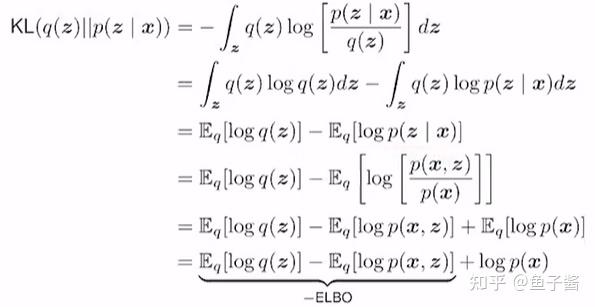 KL(q(z)||p(z | x)) = − ∫_z q(z) log [ p(z | x) / q(z) ] dz
= ∫_z q(z) log q(z)dz − ∫_z q(z) log p(z | x)dz
= 𝔼_q[log q(z)] − 𝔼_q[log p(z | x)]
= 𝔼_q[log q(z)] − 𝔼_q [ log [ p(x, z) / p(x) ] ]
= 𝔼_q[log q(z)] − 𝔼_q[log p(x, z)] + 𝔼_q[log p(x)]
= 𝔼_q[log q(z)] − 𝔼_q[log p(x, z)] + log p(x)
−ELBO
知乎 @鱼子酱